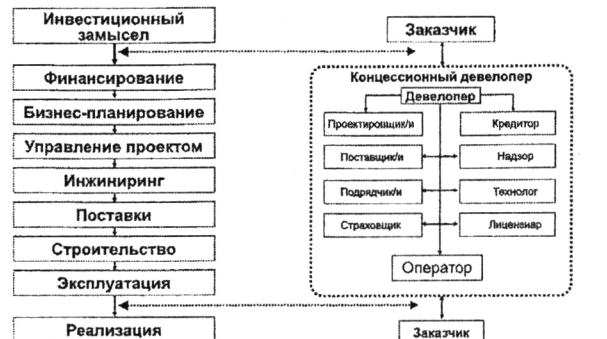 Инвестиционный
замысел
Финансирование
Бизнес-планирование
Управление проектом
Инжиниринг
Поставки
Строительство
Эксплуатация
Реализация
Заказчик
Концессионный девелопер
Девелопер
Проектировщик/и
Кредитор
Поставщик/и
Надзор
Подрядчик/и
Технолог
Страховщик
Лицензиар
Оператор
Заказчик